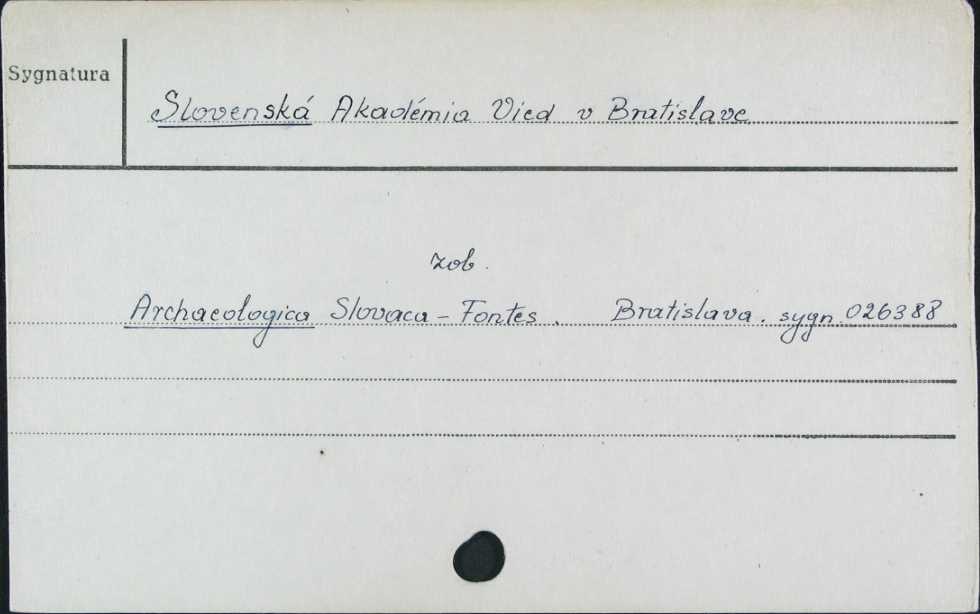 Sygnatura
Slovenská Akadémia Vied v Bratislave
zob.
Archaeologica Slovaca - Fontes. Bratislava. sygn. 026388